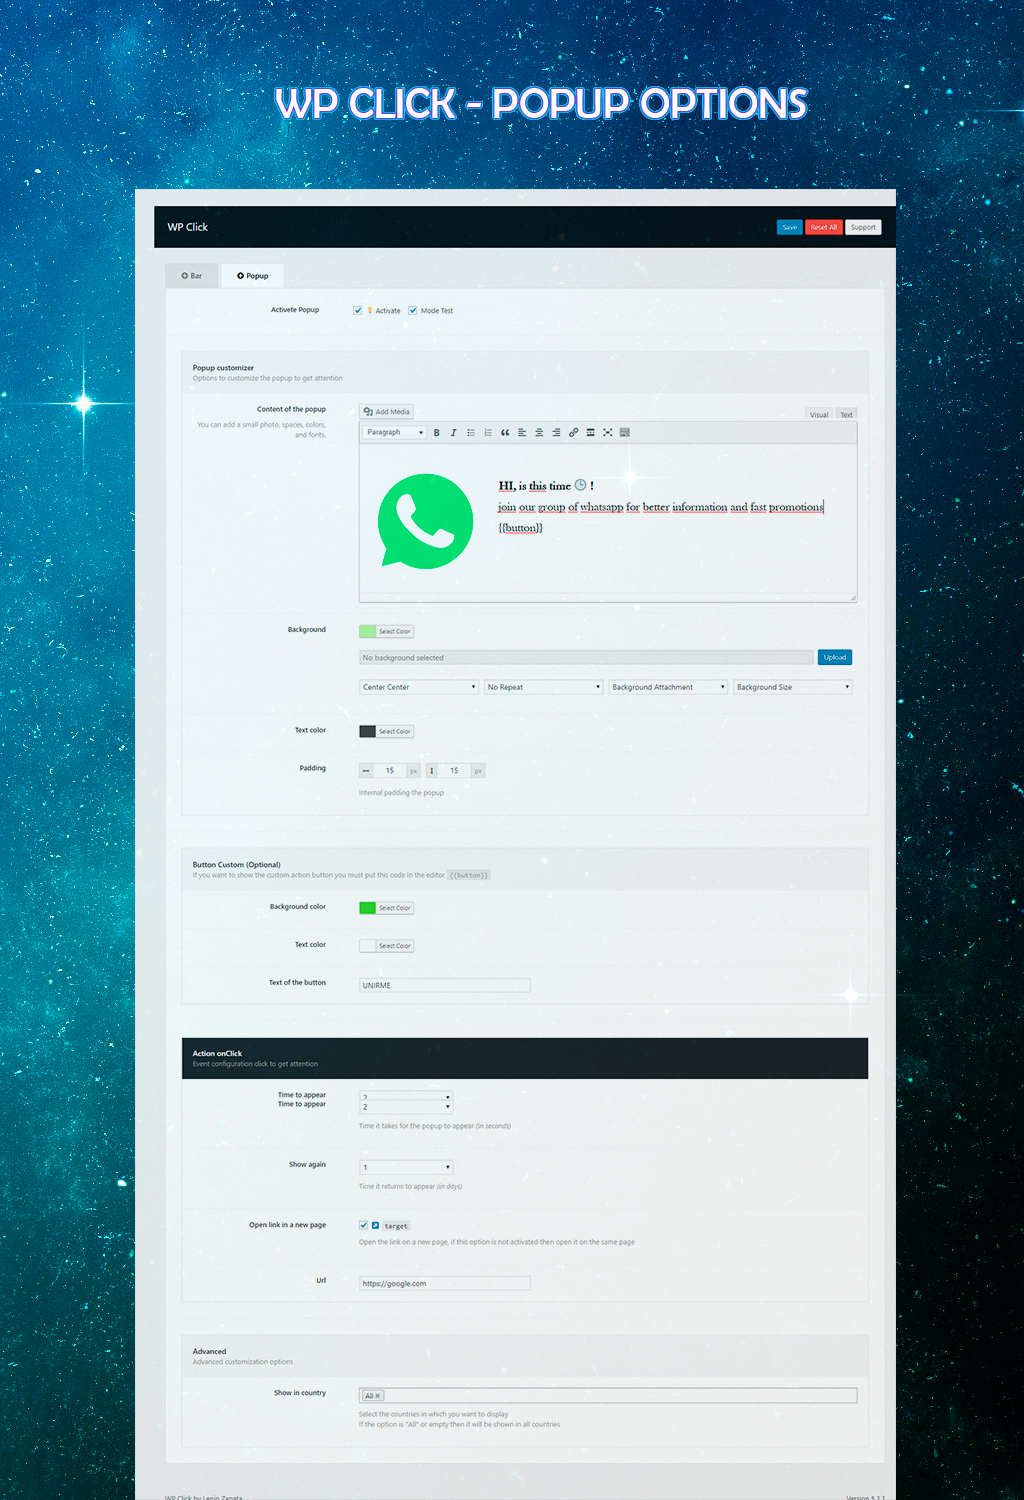 WP CLICK - POPUP OPTIONS
WP Click
Save Reset All Support
Bar Popup
Activete Popup Activate Mode Test
Popup customizer
Options to customize the popup to get attention
Content of the popup Add Media Visual Text
You can add a small photo, spaces, colors,
and fonts.
Paragraph
HI, is this time 🕒 !
join our group of whatsapp for better information and fast promotions
{{button}}
Background Select Color
No background selected Upload
Center Center No Repeat Background Attachment Background Size
Text color Select Color
Padding 15 px 15 px
Internal padding the popup
Button Custom (Optional)
If you want to show the custom action button you must put this code in the editor {{button}}
Background color Select Color
Text color Select Color
Text of the button UNIRME
Action onClick
Event configuration click to get attention
Time to appear 2
Time to appear 2
Time it takes for the popup to appear (in seconds)
Show again 1
Time it returns to appear (in days)
Open link in a new page target
Open the link on a new page, if this option is not activated then open it on the same page
Url https://google.com
Advanced
Advanced customization options
Show in country All ×
Select the countries in which you want to display
If the option is "All" or empty then it will be shown in all countries
WP Click by Lenin Zapata Version 5.1.1